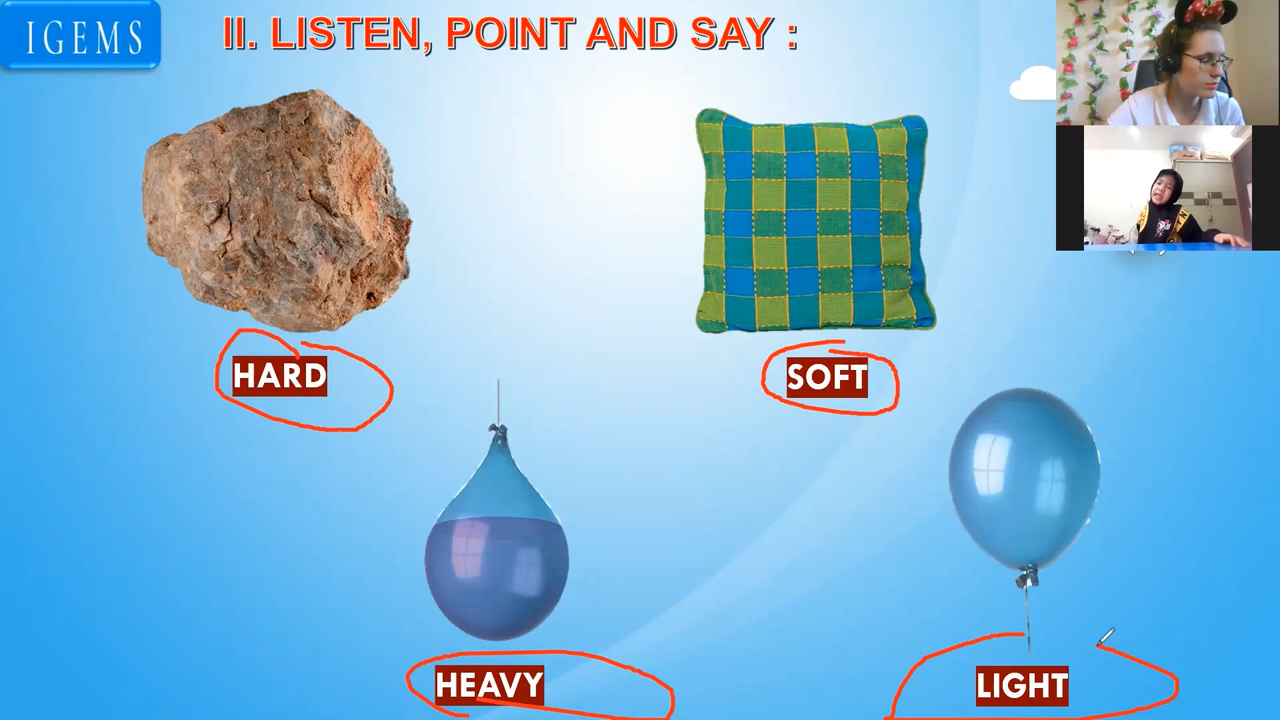 IGEMS
II. LISTEN, POINT AND SAY :
HARD
SOFT
HEAVY
LIGHT